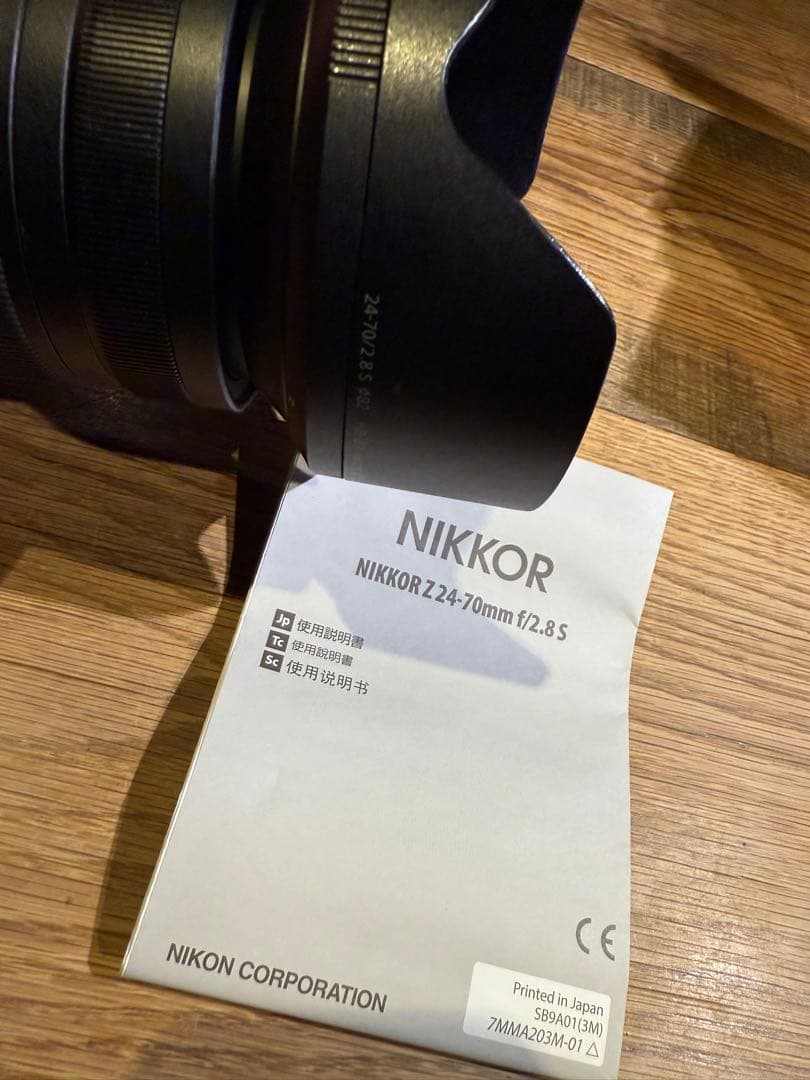 24-70/2.8 S
NIKKOR
NIKKOR Z 24-70mm f/2.8 S
Jp 使用説明書
Tc 使用說明書
Sc 使用说明书
CE
NIKON CORPORATION
Printed in Japan
SB9A01(3M)
7MMA203M-01 △